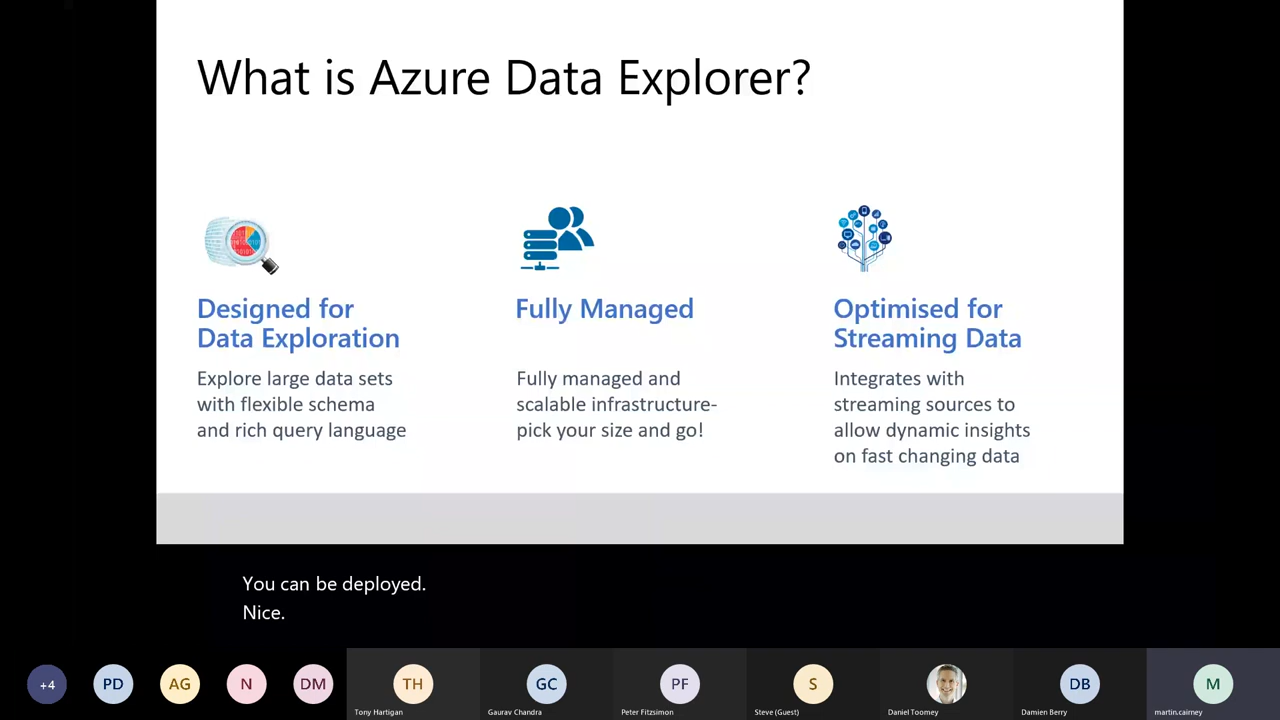 What is Azure Data Explorer?
Designed for
Data Exploration
Explore large data sets
with flexible schema
and rich query language
Fully Managed
Fully managed and
scalable infrastructure-
pick your size and go!
Optimised for
Streaming Data
Integrates with
streaming sources to
allow dynamic insights
on fast changing data
You can be deployed.
Nice.
+4
PD
AG
N
DM
TH
Tony Hartigan
GC
Gaurav Chandra
PF
Peter Fitzsimon
S
Steve (Guest)
Daniel Toomey
DB
Damien Berry
M
martin.cairney